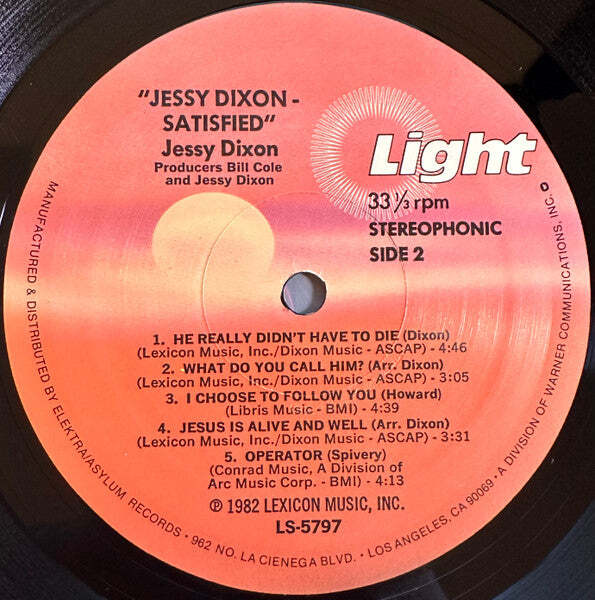 "JESSY DIXON -
SATISFIED"
Jessy Dixon
Producers Bill Cole
and Jessy Dixon
Light
33 1/3 rpm
STEREOPHONIC
SIDE 2
1. HE REALLY DIDN'T HAVE TO DIE (Dixon)
(Lexicon Music, Inc./Dixon Music - ASCAP) - 4:46
2. WHAT DO YOU CALL HIM? (Arr. Dixon)
(Lexicon Music, Inc./Dixon Music - ASCAP) - 3:05
3. I CHOOSE TO FOLLOW YOU (Howard)
(Libris Music - BMI) - 4:39
4. JESUS IS ALIVE AND WELL (Arr. Dixon)
(Lexicon Music, Inc./Dixon Music - ASCAP) - 3:31
5. OPERATOR (Spivery)
(Conrad Music, A Division of
Arc Music Corp. - BMI) - 4:13
℗ 1982 LEXICON MUSIC, INC.
LS-5797
MANUFACTURED & DISTRIBUTED BY ELEKTRA/ASYLUM RECORDS • 962 NO. LA CIENEGA BLVD. • LOS ANGELES, CA 90069 • A DIVISION OF WARNER COMMUNICATIONS, INC.